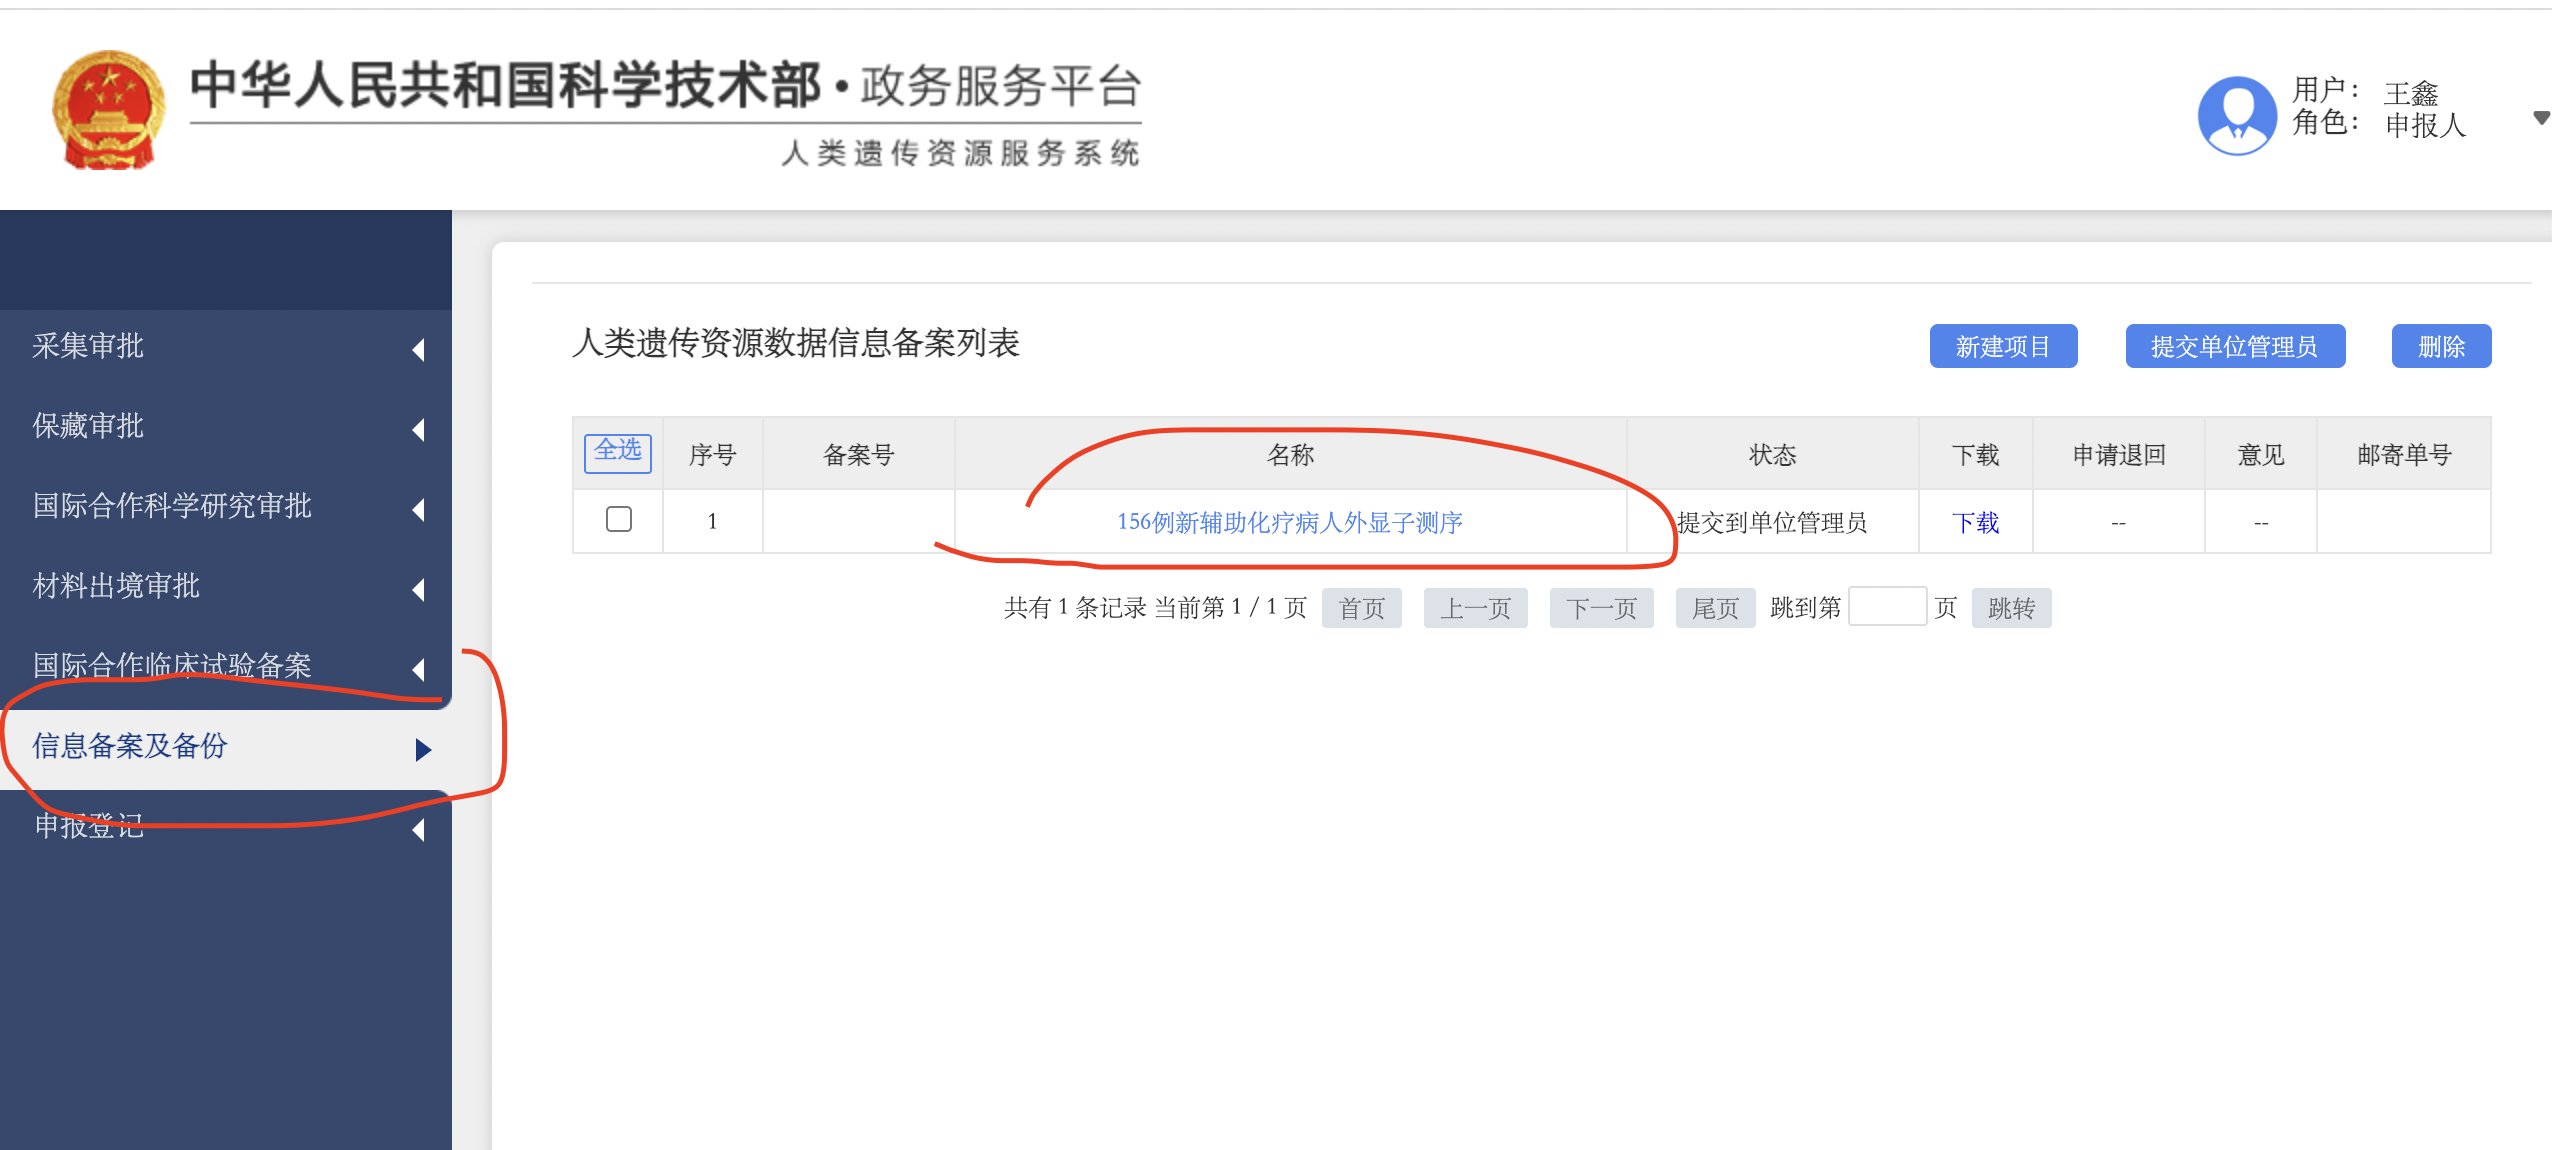 中华人民共和国科学技术部·政务服务平台
人类遗传资源服务系统
用户： 王鑫
角色： 申报人
采集审批
保藏审批
国际合作科学研究审批
材料出境审批
国际合作临床试验备案
信息备案及备份
申报登记
人类遗传资源数据信息备案列表
新建项目 提交单位管理员 删除
全选 序号 备案号 名称 状态 下载 申请退回 意见 邮寄单号
1 156例新辅助化疗病人外显子测序 提交到单位管理员 下载 -- --
共有 1 条记录 当前第 1 / 1 页 首页 上一页 下一页 尾页 跳到第 页 跳转